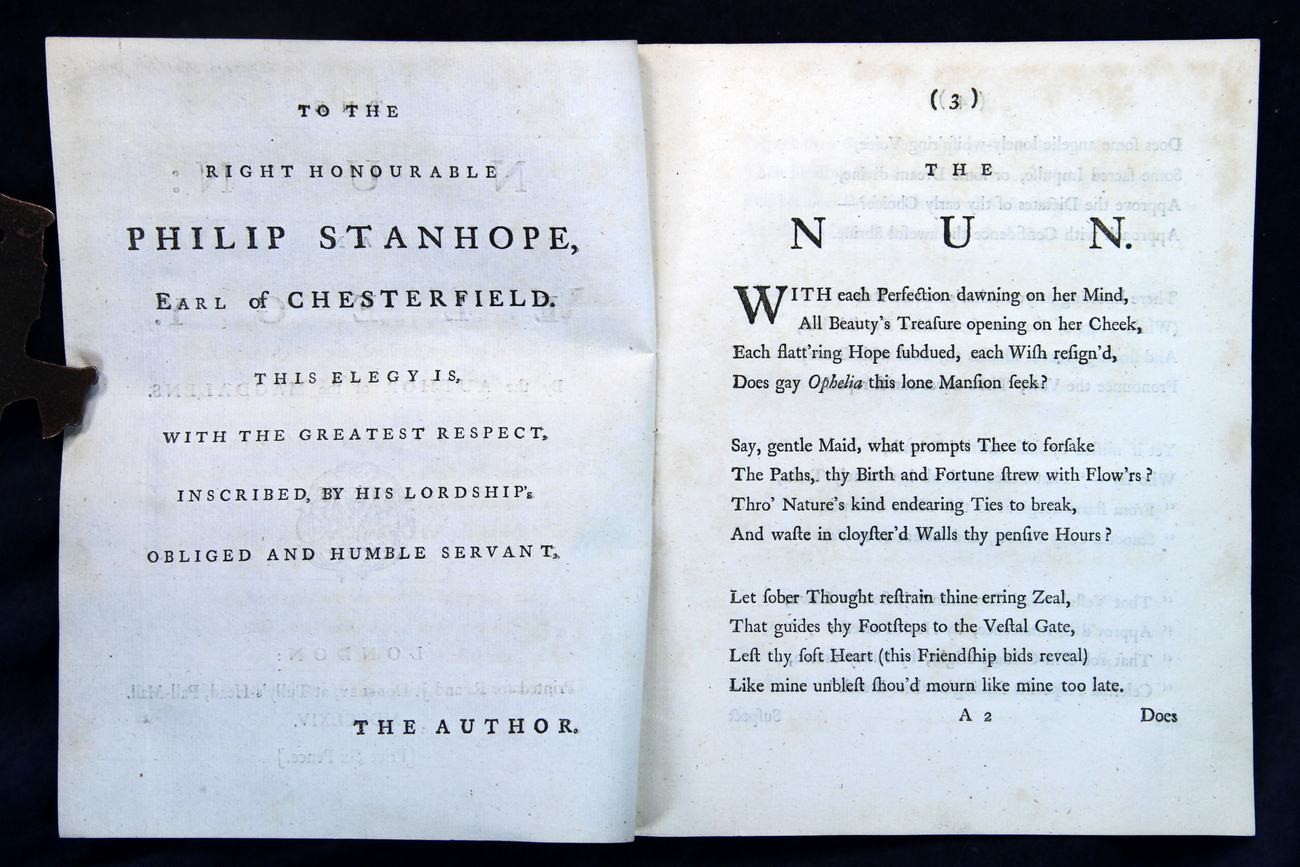 TO THE
RIGHT HONOURABLE
PHILIP STANHOPE,
EARL of CHESTERFIELD.
THIS ELEGY IS,
WITH THE GREATEST RESPECT,
INSCRIBED, BY HIS LORDSHIP's
OBLIGED AND HUMBLE SERVANT,
THE AUTHOR.
( 3 )
THE
NUN.
WITH each Perfection dawning on her Mind,
All Beauty's Treaſure opening on her Cheek,
Each flatt'ring Hope ſubdued, each Wiſh reſign'd,
Does gay Ophelia this lone Manſion ſeek?
Say, gentle Maid, what prompts Thee to forſake
The Paths, thy Birth and Fortune ſtrew with Flow'rs?
Thro' Nature's kind endearing Ties to break,
And waſte in cloyſter'd Walls thy penſive Hours?
Let ſober Thought reſtrain thine erring Zeal,
That guides thy Footſteps to the Veſtal Gate,
Leſt thy ſoft Heart (this Friendſhip bids reveal)
Like mine unbleſt ſhou'd mourn like mine too late.
A 2 Does